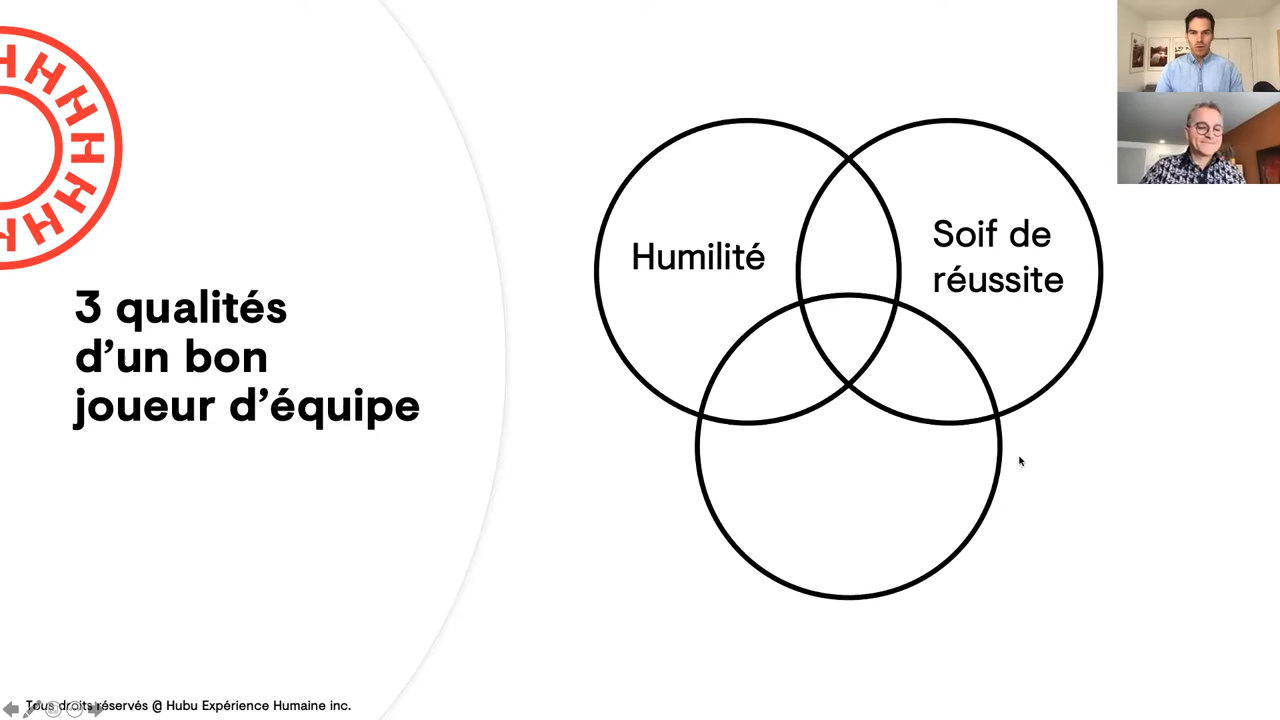 3 qualités
d’un bon
joueur d’équipe
Humilité
Soif de
réussite
Tous droits réservés @ Hubu Expérience Humaine inc.